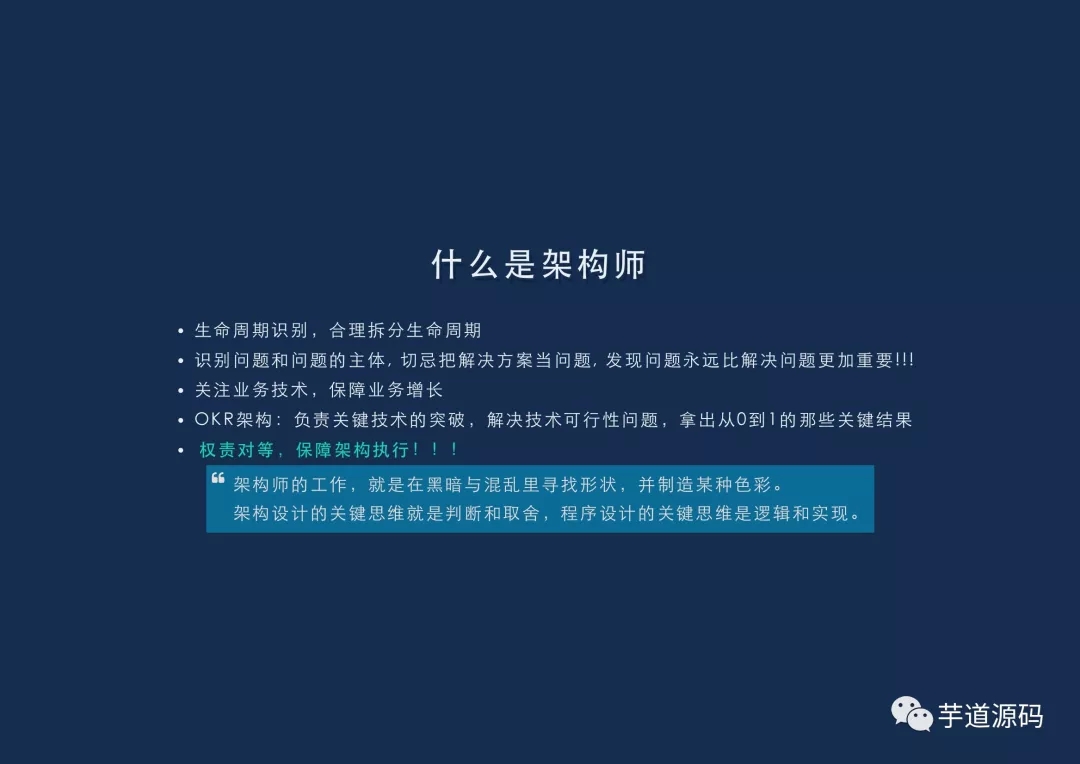 什么是架构师
• 生命周期识别，合理拆分生命周期
• 识别问题和问题的主体, 切忌把解决方案当问题, 发现问题永远比解决问题更加重要!!!
• 关注业务技术，保障业务增长
• OKR架构：负责关键技术的突破，解决技术可行性问题，拿出从0到1的那些关键结果
• 权责对等，保障架构执行！！！
“ 架构师的工作，就是在黑暗与混乱里寻找形状，并制造某种色彩。
架构设计的关键思维就是判断和取舍，程序设计的关键思维是逻辑和实现。
芋道源码